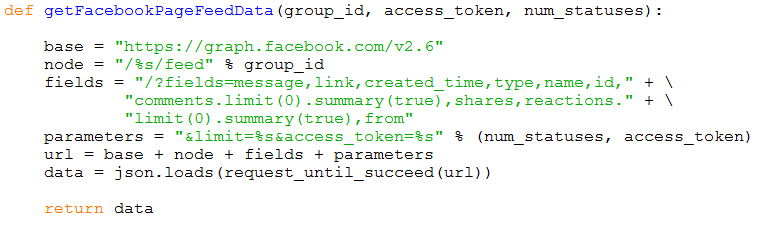 def getFacebookPageFeedData(group_id, access_token, num_statuses):
    base = "https://graph.facebook.com/v2.6"
    node = "/%s/feed" % group_id
    fields = "/?fields=message,link,created_time,type,name,id," + \
            "comments.limit(0).summary(true),shares,reactions." + \
            "limit(0).summary(true),from"
    parameters = "&limit=%s&access_token=%s" % (num_statuses, access_token)
    url = base + node + fields + parameters
    data = json.loads(request_until_succeed(url))
    return data